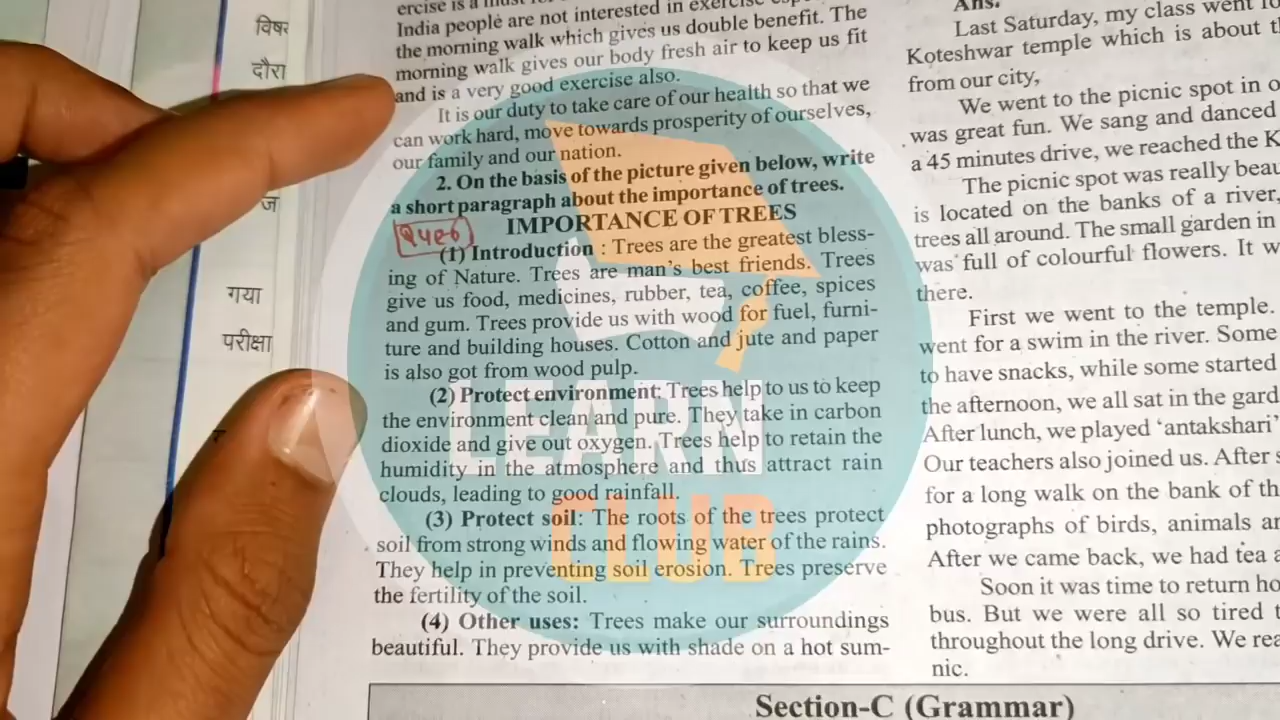 विषर
दौरा
ज
गया
परीक्षा
ercise is a must for
India people are not interested in exercise
the morning walk which gives us double benefit. The
morning walk gives our body fresh air to keep us fit
and is a very good exercise also.
It is our duty to take care of our health so that we
can work hard, move towards prosperity of ourselves,
our family and our nation.
2. On the basis of the picture given below, write
a short paragraph about the importance of trees.
IMPORTANCE OF TREES
(1) Introduction : Trees are the greatest bless-
ing of Nature. Trees are man's best friends. Trees
give us food, medicines, rubber, tea, coffee, spices
and gum. Trees provide us with wood for fuel, furni-
ture and building houses. Cotton and jute and paper
is also got from wood pulp.
(2) Protect environment: Trees help to us to keep
the environment clean and pure. They take in carbon
dioxide and give out oxygen. Trees help to retain the
humidity in the atmosphere and thus attract rain
clouds, leading to good rainfall.
(3) Protect soil: The roots of the trees protect
soil from strong winds and flowing water of the rains.
They help in preventing soil erosion. Trees preserve
the fertility of the soil.
(4) Other uses: Trees make our surroundings
beautiful. They provide us with shade on a hot sum-
Ans.
Last Saturday, my class went
Koteshwar temple which is about
from our city,
We went to the picnic spot in
was great fun. We sang and danced
a 45 minutes drive, we reached the K
The picnic spot was really beau
is located on the banks of a river,
trees all around. The small garden in
was full of colourful flowers. It w
there.
First we went to the temple.
went for a swim in the river. Some
to have snacks, while some started
the afternoon, we all sat in the gard
After lunch, we played 'antakshari'
Our teachers also joined us. After s
for a long walk on the bank of th
photographs of birds, animals an
After we came back, we had tea a
Soon it was time to return ho
bus. But we were all so tired
throughout the long drive. We rea
nic.
Section-C (Grammar)
LEARN
CLUB